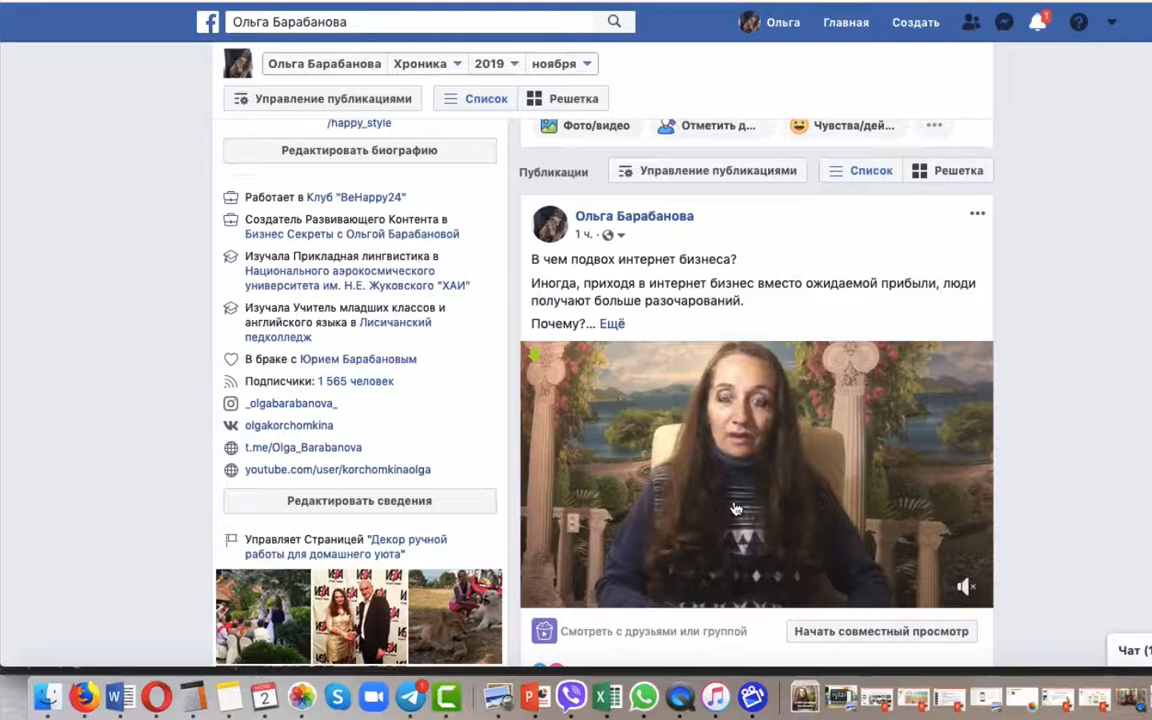 Ольга Барабанова
Ольга Главная Создать 1
Ольга Барабанова Хроника 2019 ноября
Управление публикациями Список Решетка
/happy_style
Редактировать биографию
Работает в Клуб "BeHappy24"
Создатель Развивающего Контента в
Бизнес Секреты с Ольгой Барабановой
Изучала Прикладная лингвистика в
Национального аэрокосмического
университета им. Н.Е. Жуковского "ХАИ"
Изучала Учитель младших классов и
английского языка в Лисичанский
педколледж
В браке с Юрием Барабановым
Подписчики: 1 565 человек
_olgabarabanova_
olgakorchomkina
t.me/Olga_Barabanova
youtube.com/user/korchomkinaolga
Редактировать сведения
Управляет Страницей "Декор ручной
работы для домашнего уюта"
Фото/видео Отметить д... Чувства/дей...
Публикации Управление публикациями Список Решетка
Ольга Барабанова
1 ч.
В чем подвох интернет бизнеса?
Иногда, приходя в интернет бизнес вместо ожидаемой прибыли, люди
получают больше разочарований.
Почему?... Ещё
Смотреть с друзьями или группой Начать совместный просмотр
Чат (1